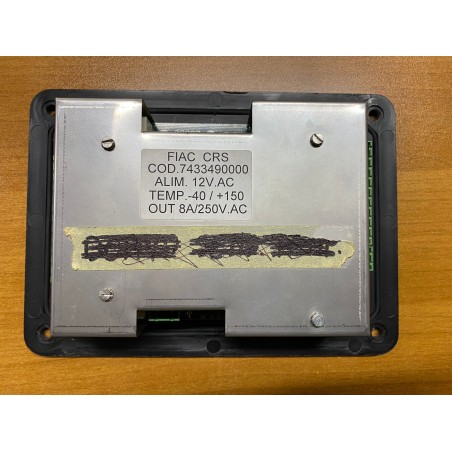 FIAC CRS
COD.7433490000
ALIM. 12V.AC
TEMP.-40 / +150
OUT 8A/250V.AC